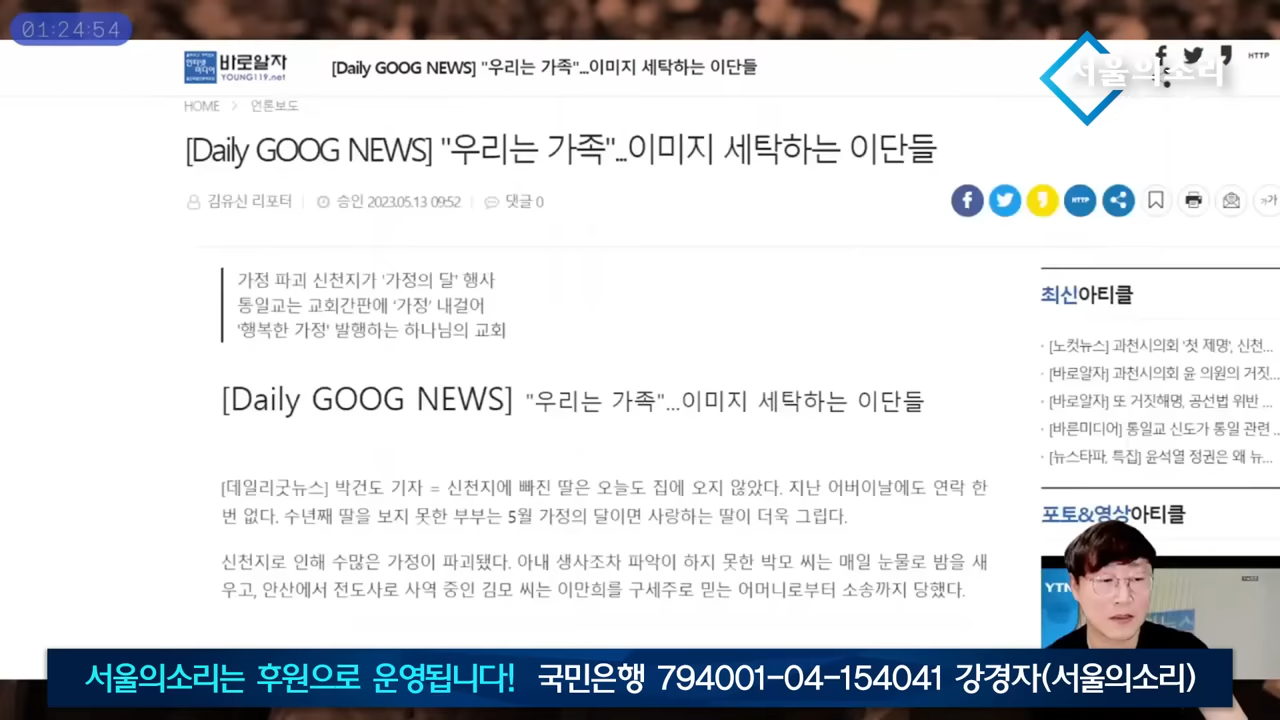 01:24:54
바로알자
YOUNG119.net
[Daily GOOG NEWS] "우리는 가족"...이미지 세탁하는 이단들
HTTP
서울의소리
HOME > 언론보도
[Daily GOOG NEWS] "우리는 가족"...이미지 세탁하는 이단들
김유신 리포터 승인 2023.05.13 09:52 댓글 0
HTTP
가정 파괴 신천지가 '가정의 달' 행사
통일교는 교회간판에 '가정' 내걸어
'행복한 가정' 발행하는 하나님의 교회
[Daily GOOG NEWS] "우리는 가족"...이미지 세탁하는 이단들
[데일리굿뉴스] 박건도 기자 = 신천지에 빠진 딸은 오늘도 집에 오지 않았다. 지난 어버이날에도 연락 한
번 없다. 수년째 딸을 보지 못한 부부는 5월 가정의 달이면 사랑하는 딸이 더욱 그립다.
신천지로 인해 수많은 가정이 파괴됐다. 아내 생사조차 파악이 하지 못한 박모 씨는 매일 눈물로 밤을 새
우고, 안산에서 전도사로 사역 중인 김모 씨는 이만희를 구세주로 믿는 어머니로부터 소송까지 당했다.
최신아티클
· [노컷뉴스] 과천시의회 '첫 제명', 신천...
· [바로알자] 과천시의회 윤 의원의 거짓...
· [바로알자] 또 거짓해명, 공선법 위반 ...
· [바른미디어] 통일교 신도가 통일 관련 ...
· [뉴스타파, 특집] 윤석열 정권은 왜 뉴...
포토&영상아티클
YTN
서울의소리는 후원으로 운영됩니다! 국민은행 794001-04-154041 강경자(서울의소리)